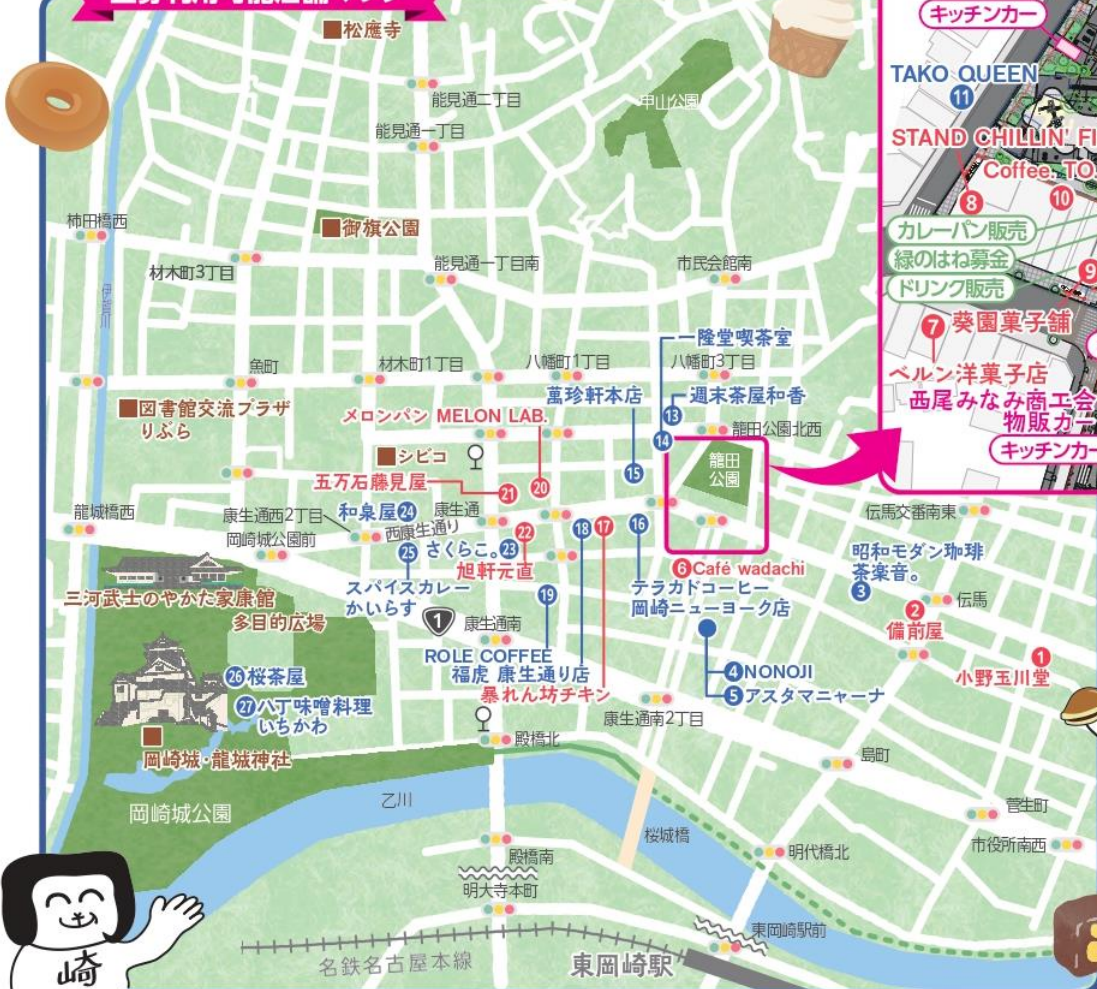 松應寺
能見通二丁目
能見通一丁目
甲山公園
柿田橋西
御旗公園
材木町3丁目
能見通一丁目南
市民会館南
伊賀川
一隆堂喫茶室
魚町
材木町1丁目
八幡町1丁目
八幡町3丁目
萬珍軒本店
週末茶屋和香
13
図書館交流プラザ
りぶら
メロンパン MELON LAB.
籠田公園北西
14
シビコ
籠田
公園
15
五万石藤見屋
21
20
龍城橋西
康生通西2丁目
和泉屋 24
康生通
西康生通り
岡崎城公園前
22
18
17
16
伝馬交番南東
25
さくらこ。 23
旭軒元直
昭和モダン珈琲
茶楽音。
3
6 Café wadachi
三河武士のやかた家康館
多目的広場
スパイスカレー
かいらす
19
テラカドコーヒー
岡崎ニューヨーク店
2
伝馬
備前屋
1
康生通南
1
小野玉川堂
ROLE COFFEE
福虎 康生通り店
暴れん坊チキン
4 NONOJI
5 アスタマニャーナ
26 桜茶屋
27 八丁味噌料理
いちかわ
康生通南2丁目
殿橋北
岡崎城・龍城神社
島町
岡崎城公園
乙川
菅生町
桜城橋
市役所南西
殿橋南
明代橋北
明大寺本町
東岡崎駅前
名鉄名古屋本線
東岡崎駅
崎
キッチンカー
TAKO QUEEN
11
STAND CHILLIN' FI
Coffee. TO.
8
10
カレーパン販売
緑のはね募金
ドリンク販売
9
7
葵園菓子舗
ベルン洋菓子店
西尾みなみ商工会
物販カー
キッチンカー